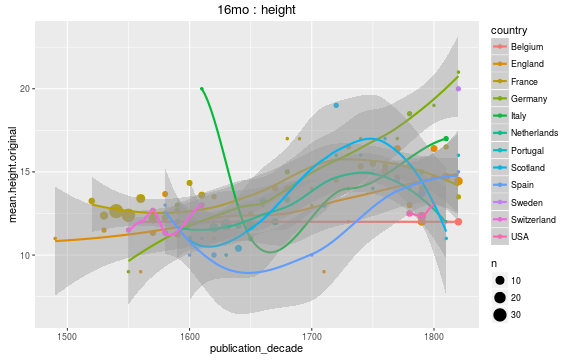 16mo : height
mean.height.original
20
15
10
1500
1600
1700
1800
publication_decade
country
Belgium
England
France
Germany
Italy
Netherlands
Portugal
Scotland
Spain
Sweden
Switzerland
USA
n
10
20
30